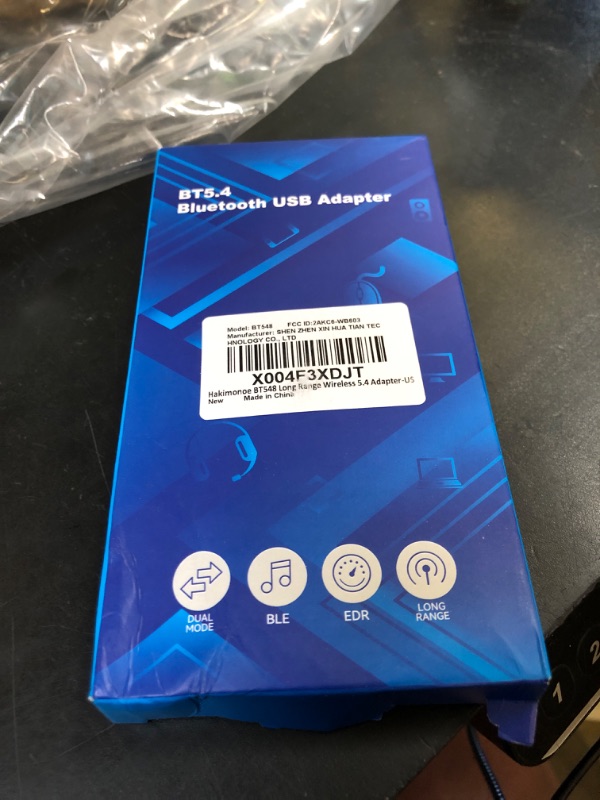 BT5.4
Bluetooth USB Adapter
Model: BT548 FCC ID:2AKC6-WB603
Manufacturer: SHEN ZHEN XIN HUA TIAN TEC
HNOLOGY CO., LTD
X004F3XDJT
Hakimonoe BT548 Long Range Wireless 5.4 Adapter-US
New Made in China
DUAL
MODE
BLE
EDR
LONG
RANGE
1
2